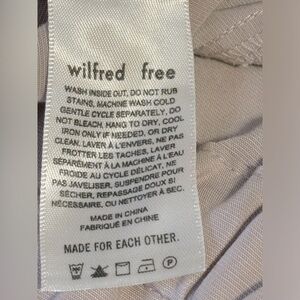 wilfred free
WASH INSIDE OUT, DO NOT RUB
STAINS, MACHINE WASH COLD
GENTLE CYCLE SEPARATELY, DO
NOT BLEACH, HANG TO DRY, COOL
IRON ONLY IF NEEDED, OR DRY
CLEAN. LAVER À L'ENVERS, NE PAS
FROTTER LES TACHES, LAVER
SÉPARÉMENT À LA MACHINE À L'EAU
FROIDE AU CYCLE DÉLICAT, NE
PAS JAVELISER, SUSPENDRE POUR
SÉCHER, REPASSAGE DOUX SI
NÉCESSAIRE, OU NETTOYER À SEC.
MADE IN CHINA
FABRIQUÉ EN CHINE
MADE FOR EACH OTHER.
P